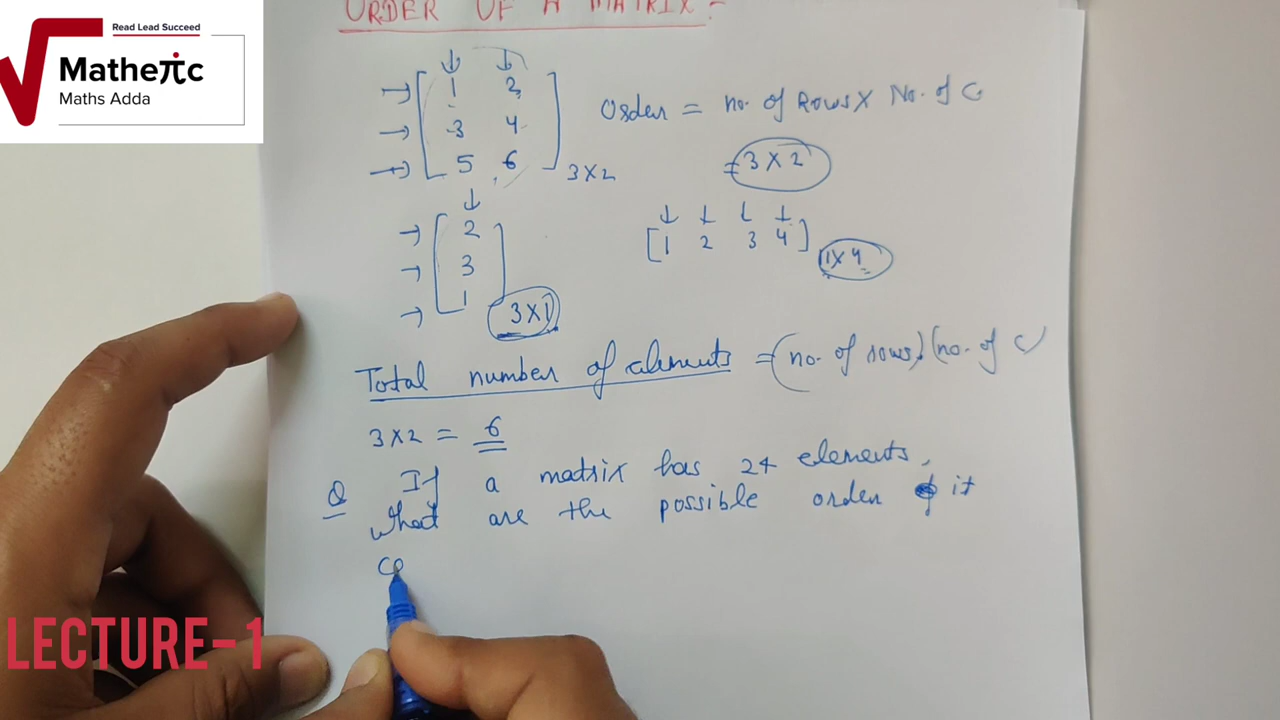 Read Lead Succeed
Matheπc
Maths Adda
ORDER OF A MATRIX :-
1 2
3 4
5 6
3X2
Order = no. of Rows X No. of C
= 3 X 2
2
3
1
3X1
[1 2 3 4] 1X4
Total number of elements = (no. of rows) (no. of C)
3X2 = 6
Q If a matrix has 24 elements,
what are the possible order it
LECTURE-1